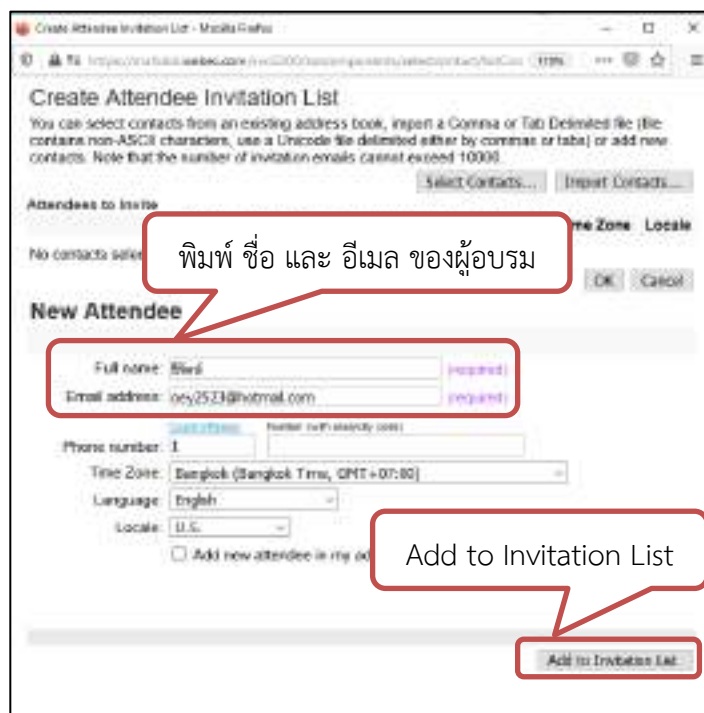 Create Attendee Invitation List - Mozilla Firefox
Create Attendee Invitation List
You can select contacts from an existing address book, import a Comma or Tab Delimited file (file
contains non-ASCII characters, use a Unicode file delimited either by commas or tabs) or add new
contacts. Note that the number of invitation emails cannot exceed 10000.
Select Contacts... Import Contacts...
Attendees to Invite
Zone Locale
No contacts
พิมพ์ ชื่อ และ อีเมล ของผู้อบรม
OK Cancel
New Attendee
Full name: (required)
Email address: oey2523@hotmail.com (required)
Number (with area/city code)
Phone number: 1
Time Zone: Bangkok (Bangkok Time, GMT+07:00)
Language: English
Locale: U.S.
Add new attendee in my
Add to Invitation List
Add to Invitation List